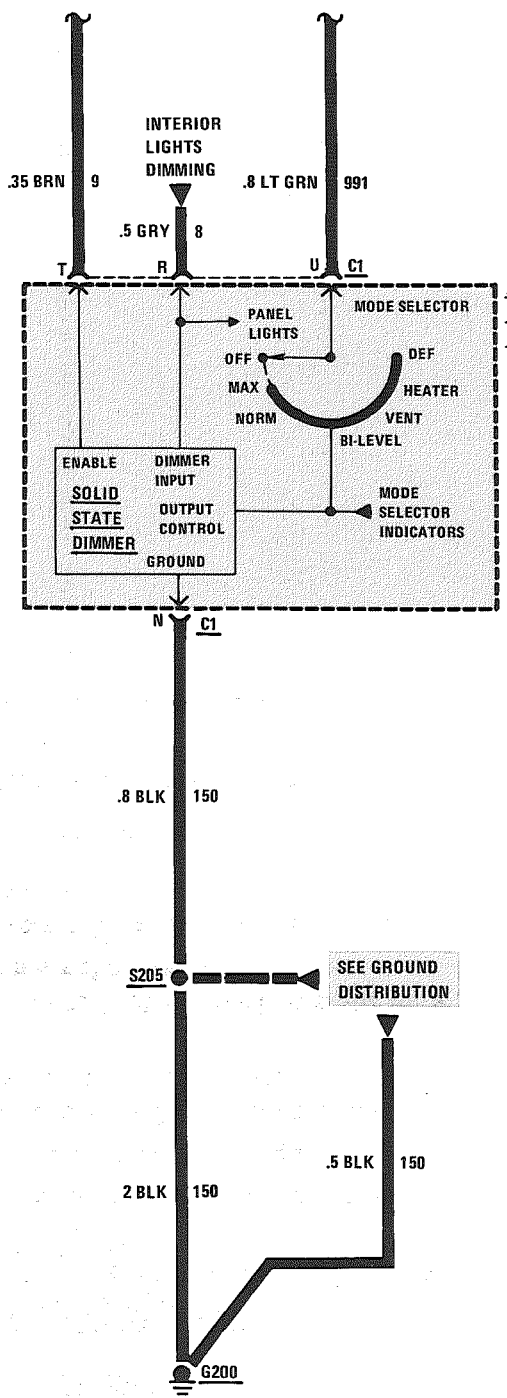 INTERIOR
LIGHTS
DIMMING
.35 BRN 9
.8 LT GRN 991
.5 GRY 8
T R U C1
PANEL
LIGHTS
MODE SELECTOR
OFF
DEF
MAX
HEATER
NORM
VENT
BI-LEVEL
ENABLE
DIMMER
INPUT
SOLID
STATE
DIMMER
OUTPUT
CONTROL
GROUND
MODE
SELECTOR
INDICATORS
N C1
.8 BLK 150
S205
SEE GROUND
DISTRIBUTION
.5 BLK 150
2 BLK 150
G200